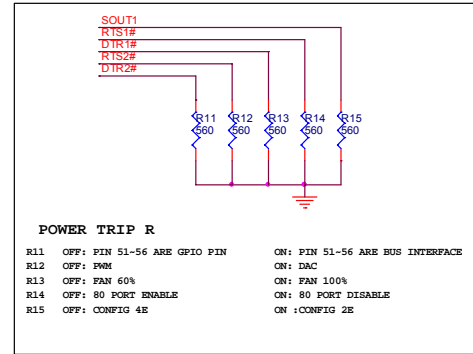 SOUT1
RTS1#
DTR1#
RTS2#
DTR2#
R11 R12 R13 R14 R15
560 560 560 560 560
POWER TRIP R
R11 OFF: PIN 51~56 ARE GPIO PIN ON: PIN 51~56 ARE BUS INTERFACE
R12 OFF: PWM ON: DAC
R13 OFF: FAN 60% ON: FAN 100%
R14 OFF: 80 PORT ENABLE ON: 80 PORT DISABLE
R15 OFF: CONFIG 4E ON :CONFIG 2E